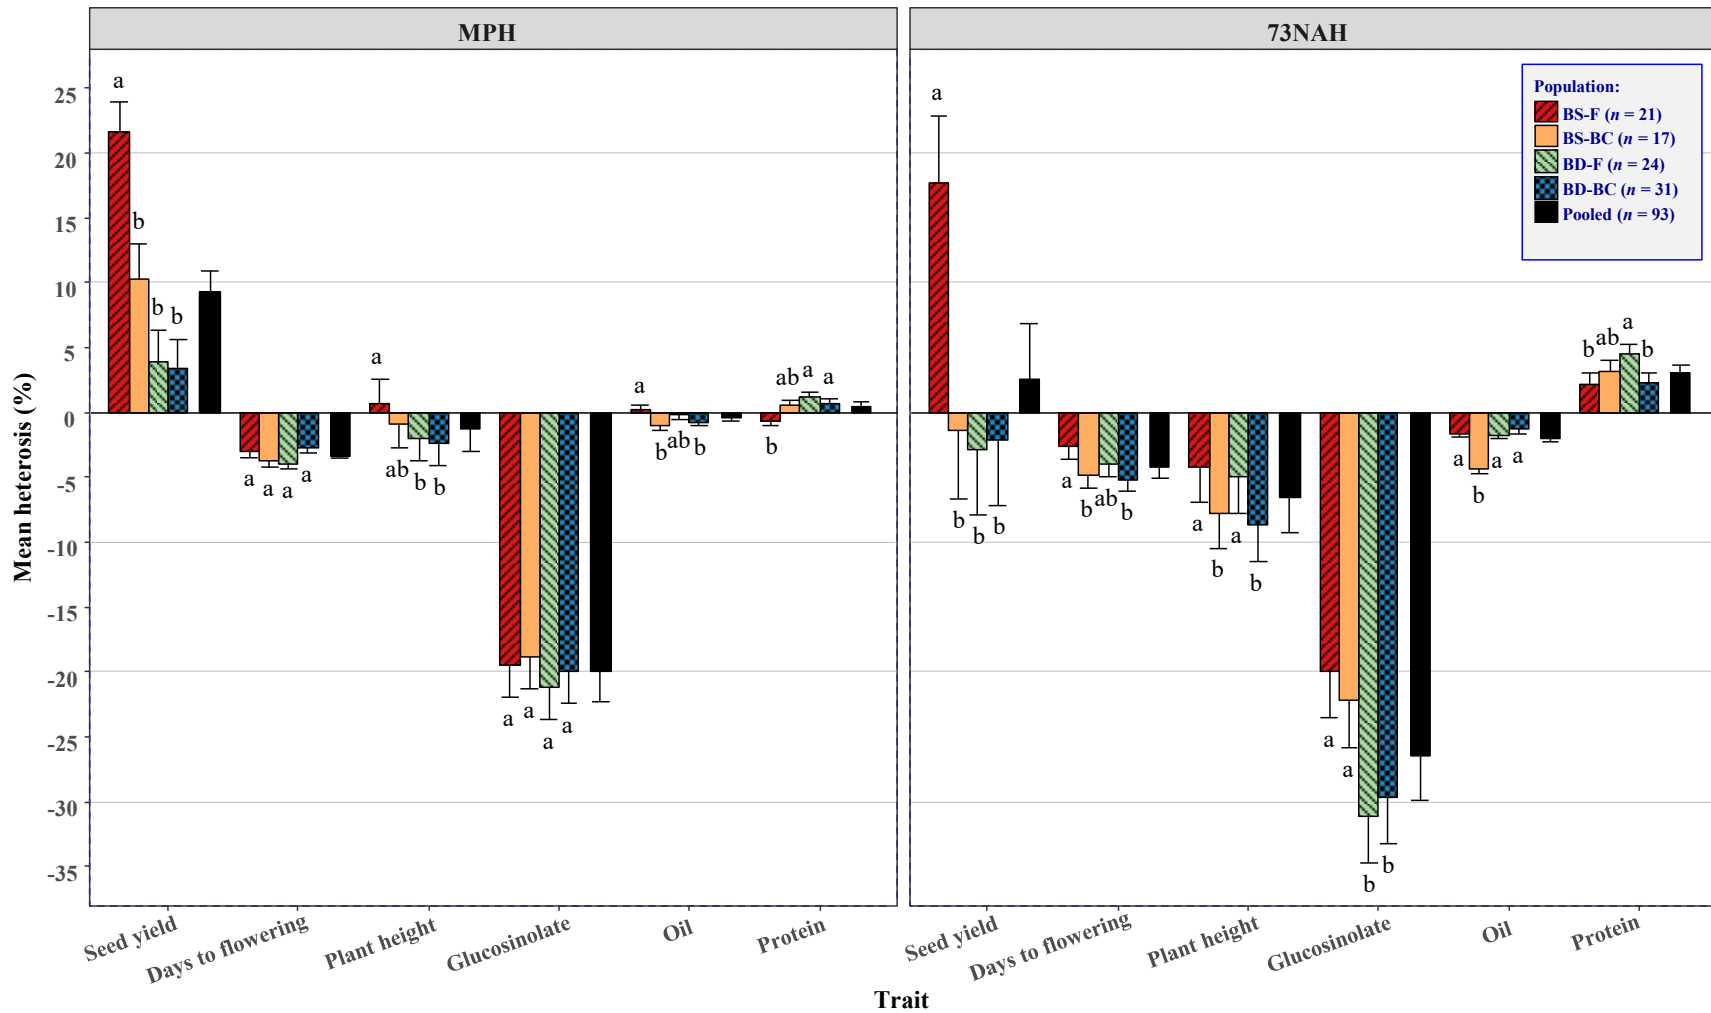 MPH
73NAH
Mean heterosis (%)
25
20
15
10
5
0
-5
-10
-15
-20
-25
-30
-35
a
b
b
b
a
a
a
a
a
ab
b
b
a
a
a
a
a
b
ab
b
b
ab
a
a
a
b
b
b
a
b
ab
b
a
b
a
b
a
a
b
b
a
b
a
a
b
ab
a
b
Population:
BS-F (n = 21)
BS-BC (n = 17)
BD-F (n = 24)
BD-BC (n = 31)
Pooled (n = 93)
Seed yield
Days to flowering
Plant height
Glucosinolate
Oil
Protein
Seed yield
Days to flowering
Plant height
Glucosinolate
Oil
Protein
Trait